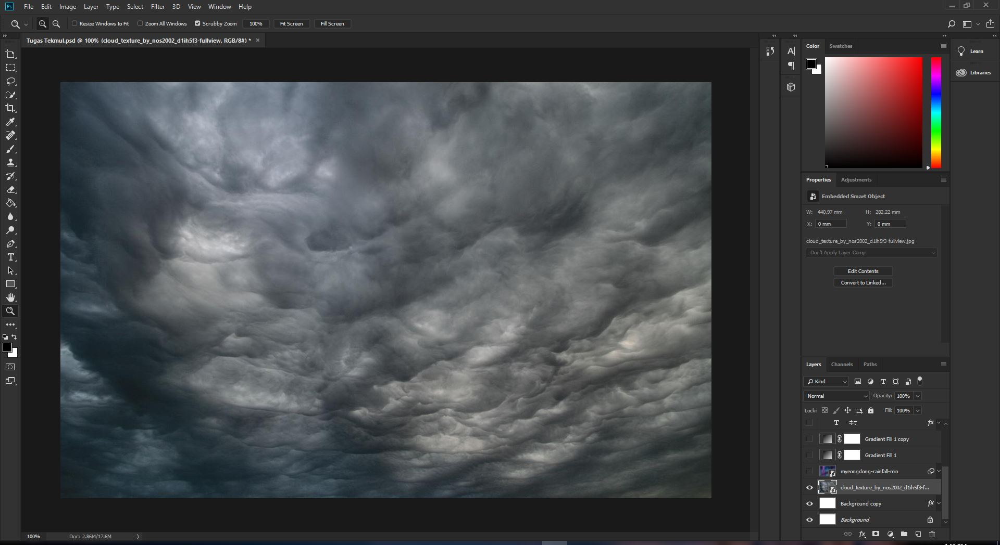 Ps File Edit Image Layer Type Select Filter 3D View Window Help
Resize Windows to Fit Zoom All Windows Scrubby Zoom 100% Fit Screen Fill Screen
Tugas Tekmul.psd @ 100% (cloud_texture_by_nos2002_d1ih5f3-fullview, RGB/8#) *
Color Swatches
Learn
Libraries
Properties Adjustments
Embedded Smart Object
W: 440.97 mm H: 282.22 mm
X: 0 mm Y: 0 mm
cloud_texture_by_nos2002_d1ih5f3-fullview.jpg
Don't Apply Layer Comp
Edit Contents
Convert to Linked...
Layers Channels Paths
Kind
Normal Opacity: 100%
Lock: Fill: 100%
fx
Gradient Fill 1 copy
Gradient Fill 1
myeongdong-rainfall-min
cloud_texture_by_nos2002_d1ih5f3-f...
Background copy fx
Background
100% Doc: 2.86M/17.6M
fx